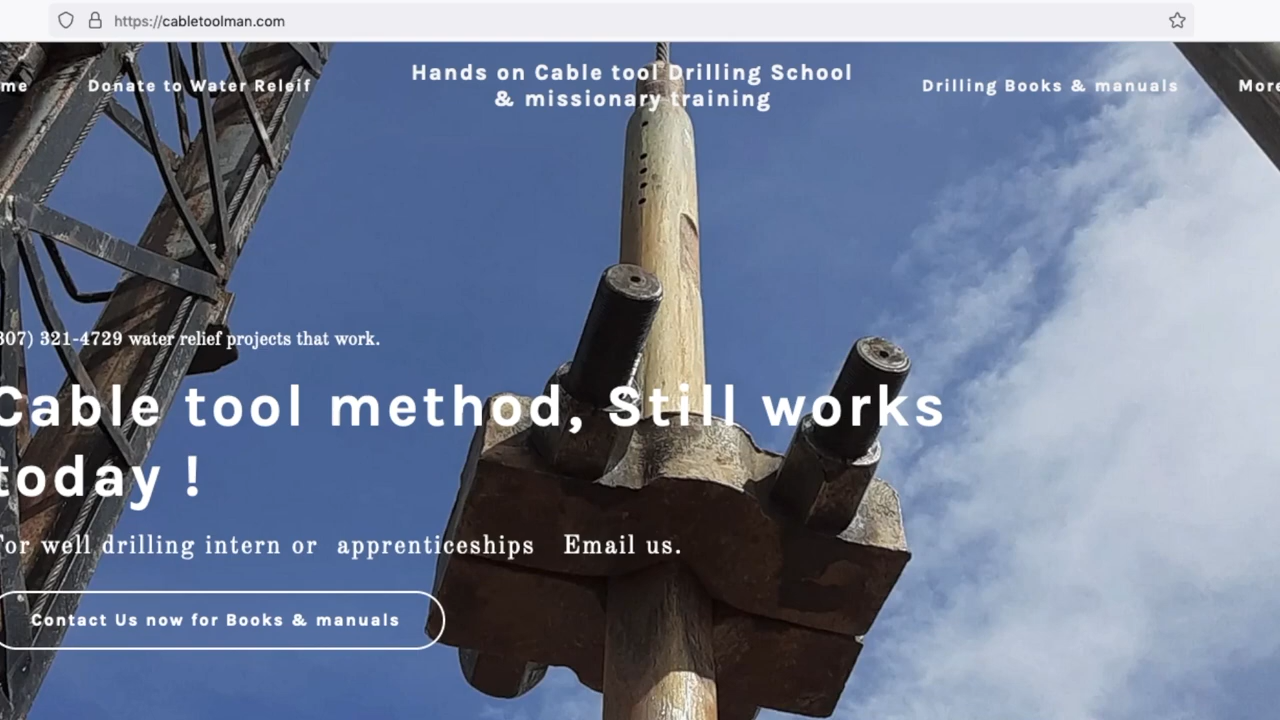 https://cabletoolman.com
me
Donate to Water Releif
Hands on Cable tool Drilling School
& missionary training
Drilling Books & manuals
More
307) 321-4729 water relief projects that work.
Cable tool method, Still works
today !
For well drilling intern or apprenticeships Email us.
Contact Us now for Books & manuals